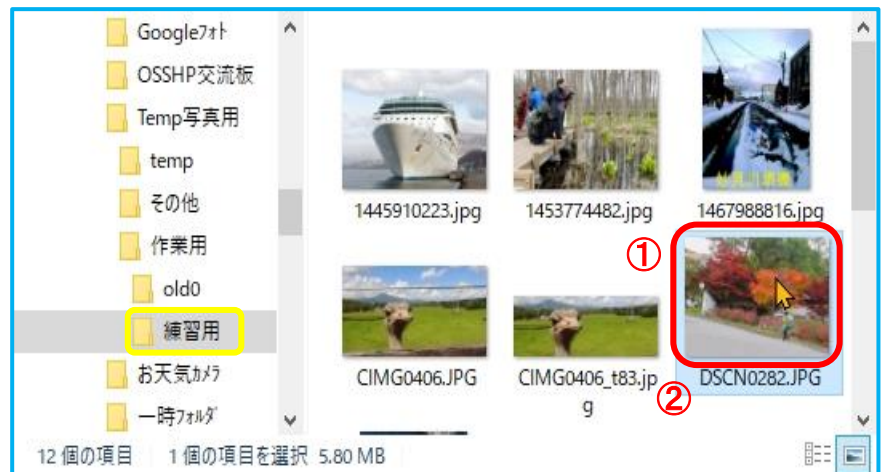 Googleﾌｫﾄ
OSSHP交流板
Temp写真用
temp
その他
作業用
old0
練習用
お天気ｶﾒﾗ
一時ﾌｫﾙﾀﾞ
1445910223.jpg
1453774482.jpg
1467988816.jpg
①
CIMG0406.JPG
CIMG0406_t83.jp
g
②
DSCN0282.JPG
12 個の項目
1 個の項目を選択 5.80 MB